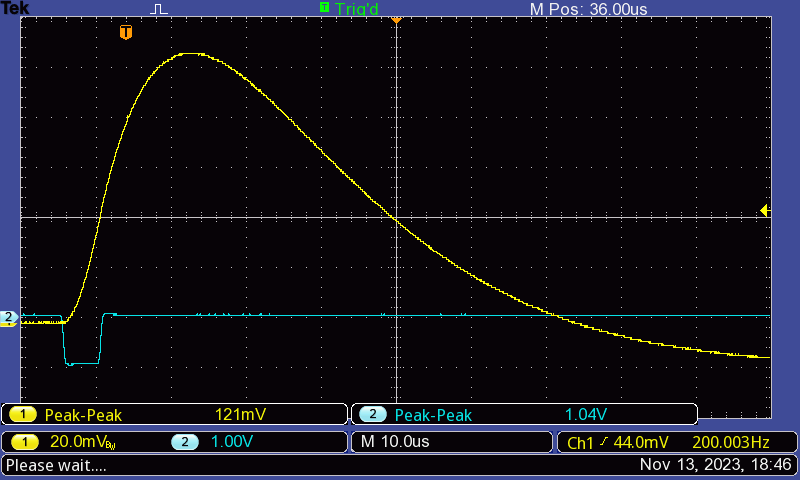 Tek T Trig'd M Pos: 36.00us
T
2
1 Peak-Peak 121mV 2 Peak-Peak 1.04V
1 20.0mVBW 2 1.00V M 10.0us Ch1 44.0mV 200.003Hz
Please wait.... Nov 13, 2023, 18:46